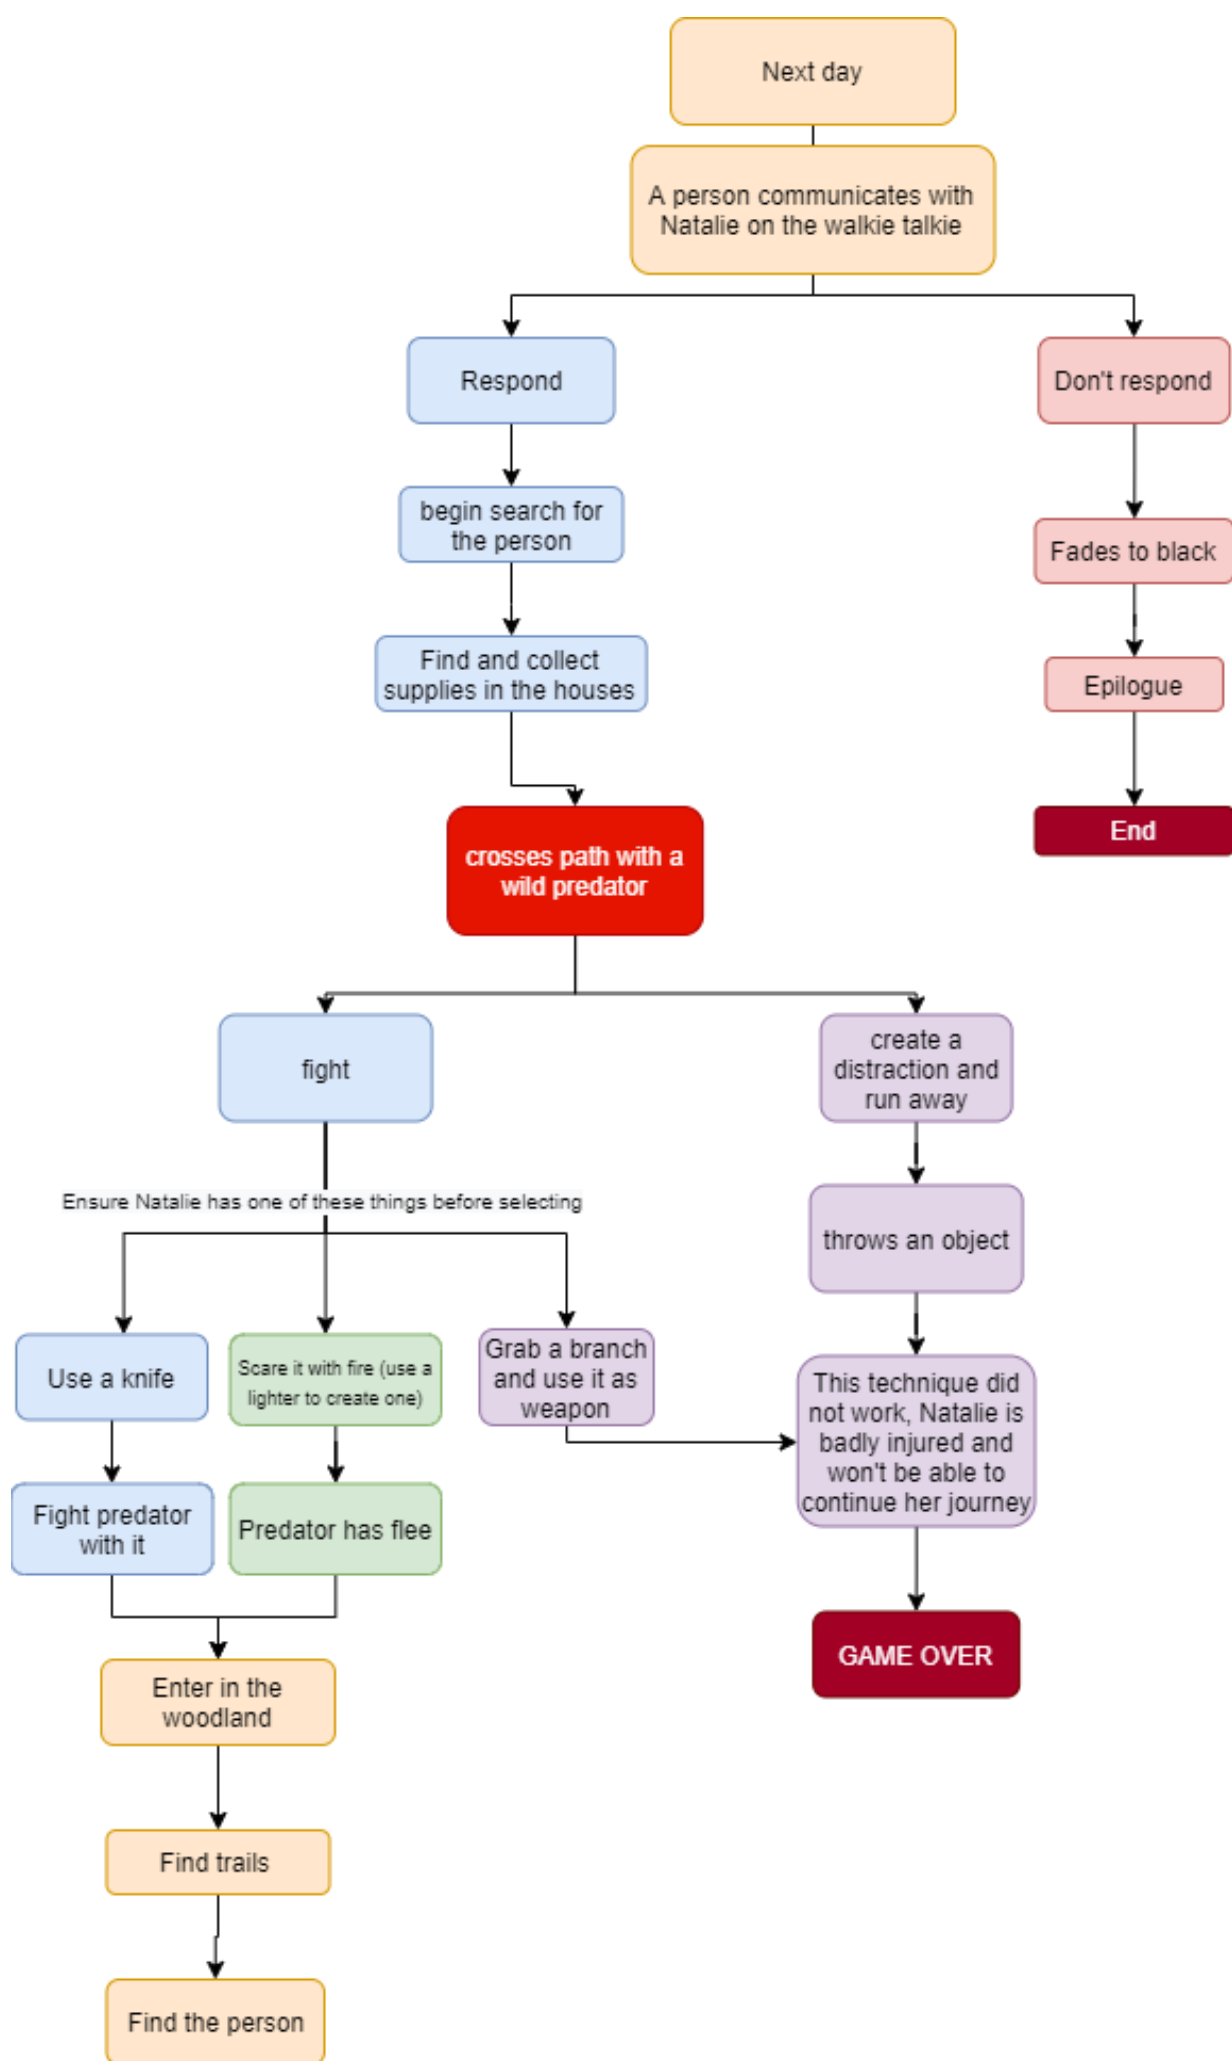 Next day
A person communicates with
Natalie on the walkie talkie
Respond
Don't respond
begin search for
the person
Fades to black
Find and collect
supplies in the houses
Epilogue
crosses path with a
wild predator
End
fight
create a
distraction and
run away
Ensure Natalie has one of these things before selecting
throws an object
Use a knife
Scare it with fire (use a
lighter to create one)
Grab a branch
and use it as
weapon
This technique did
not work, Natalie is
badly injured and
won't be able to
continue her journey
Fight predator
with it
Predator has flee
GAME OVER
Enter in the
woodland
Find trails
Find the person